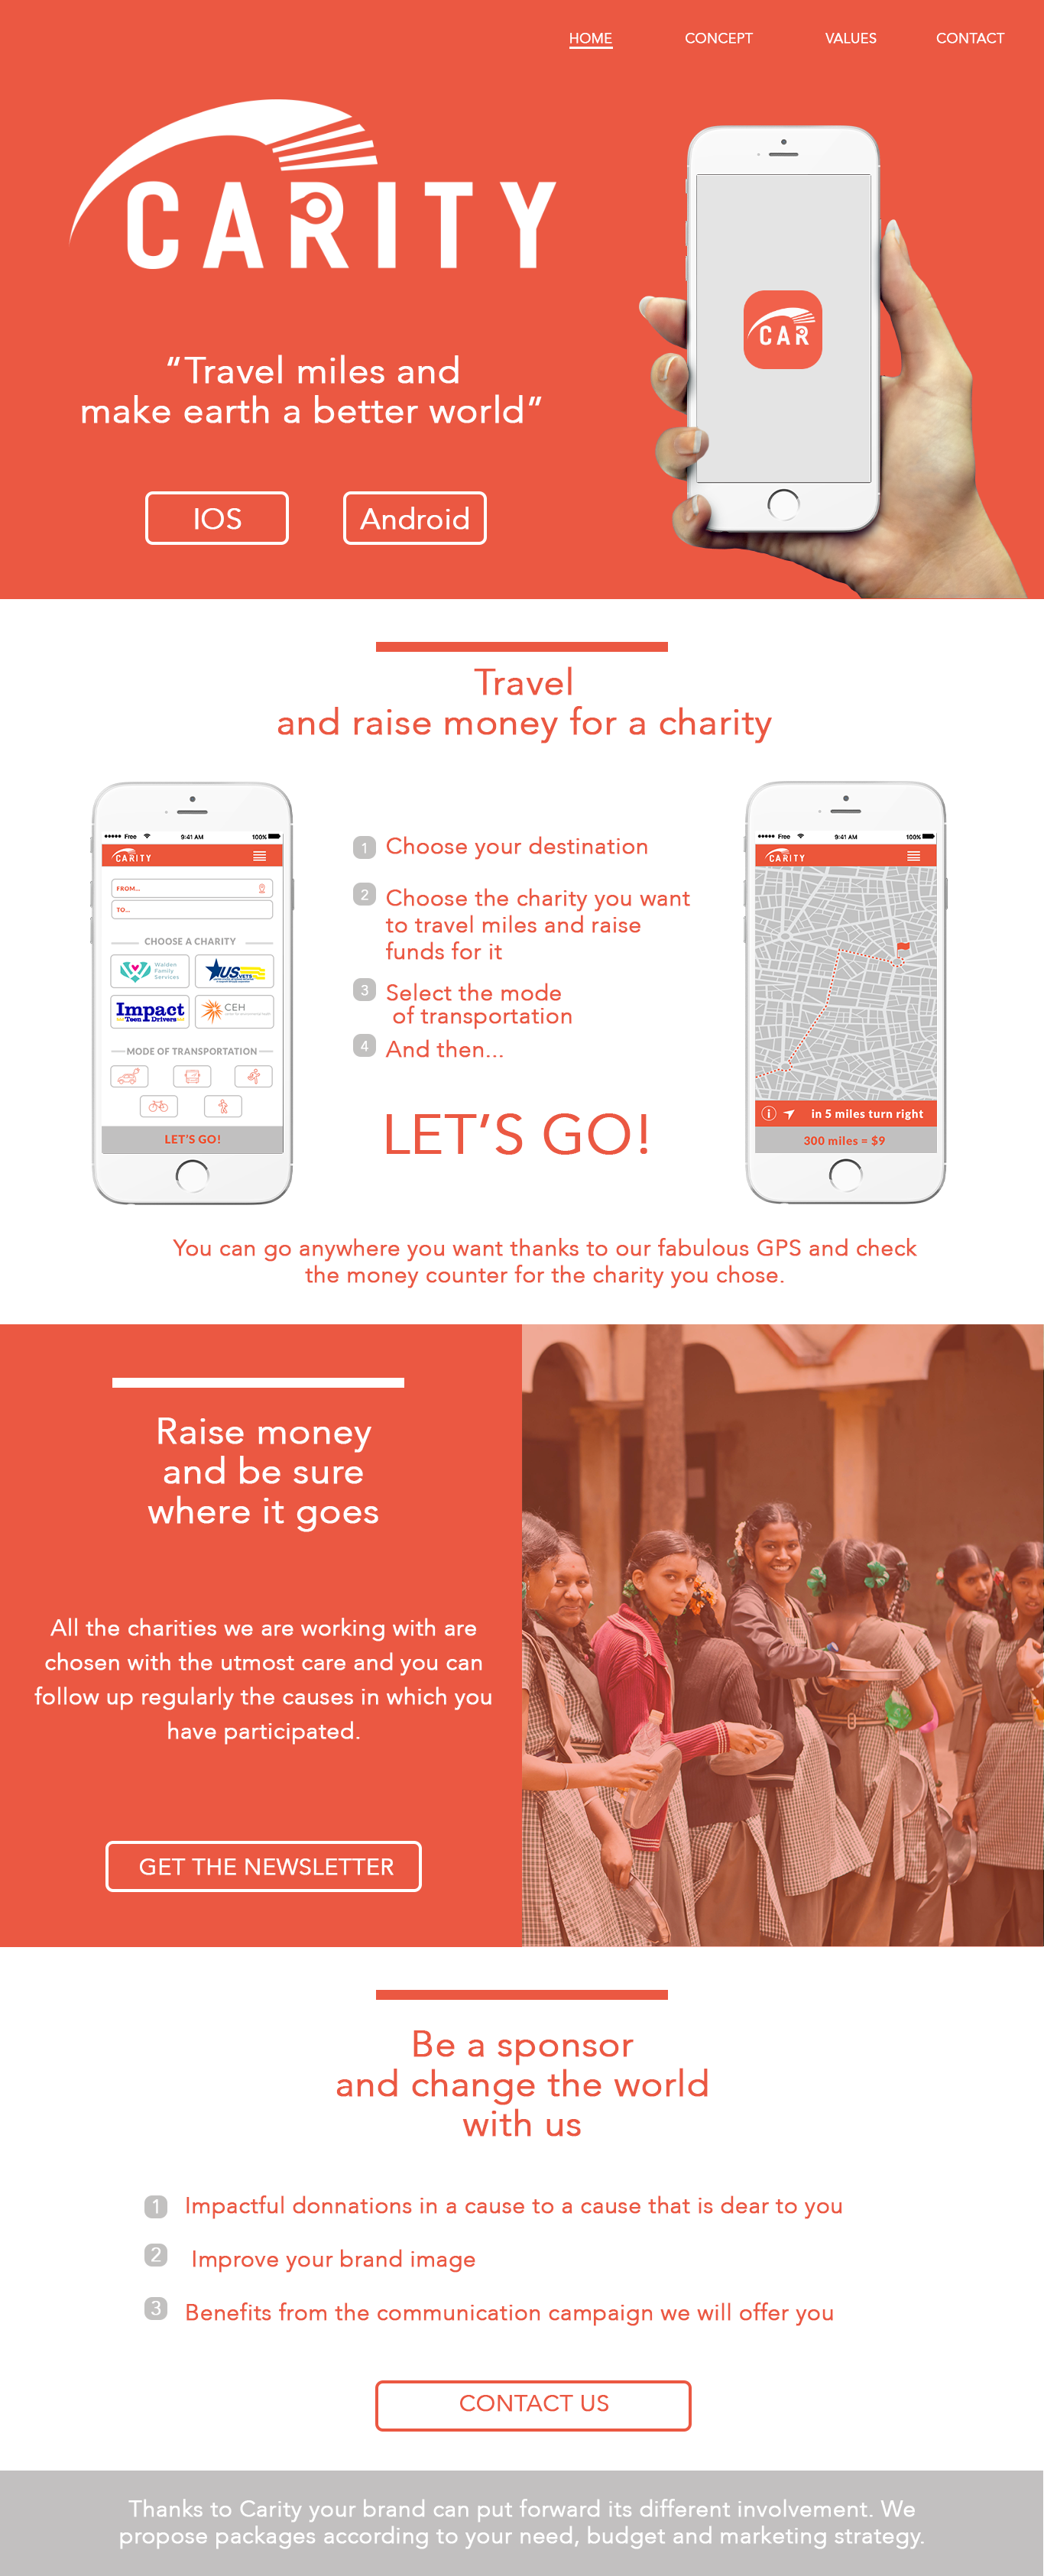 HOME CONCEPT VALUES CONTACT
CARITY
“Travel miles and
make earth a better world”
CAR
IOS Android
Travel
and raise money for a charity
Free 9:41 AM 100%
CARITY
FROM...
TO...
CHOOSE A CHARITY
Walden
Family
Services
US
VETS
Impact
Teen Drivers
CEH
MODE OF TRANSPORTATION
LET'S GO!
1 Choose your destination
2 Choose the charity you want
to travel miles and raise
funds for it
3 Select the mode
of transportation
4 And then...
LET’S GO!
Free 9:41 AM 100%
CARITY
in 5 miles turn right
300 miles = $9
You can go anywhere you want thanks to our fabulous GPS and check
the money counter for the charity you chose.
Raise money
and be sure
where it goes
All the charities we are working with are
chosen with the utmost care and you can
follow up regularly the causes in which you
have participated.
GET THE NEWSLETTER
Be a sponsor
and change the world
with us
1 Impactful donnations in a cause to a cause that is dear to you
2 Improve your brand image
3 Benefits from the communication campaign we will offer you
CONTACT US
Thanks to Carity your brand can put forward its different involvement. We
propose packages according to your need, budget and marketing strategy.